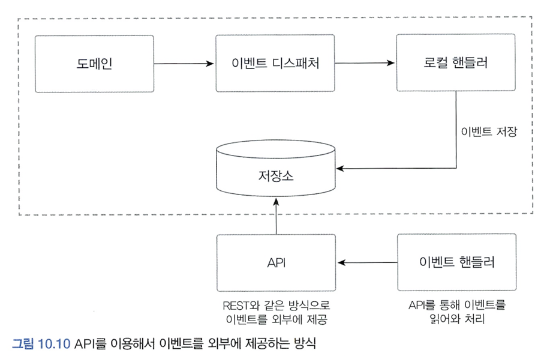 도메인
이벤트 디스패처
로컬 핸들러
이벤트 저장
저장소
API
이벤트 핸들러
REST와 같은 방식으로
이벤트를 외부에 제공
API를 통해 이벤트를
읽어와 처리
그림 10.10 API를 이용해서 이벤트를 외부에 제공하는 방식